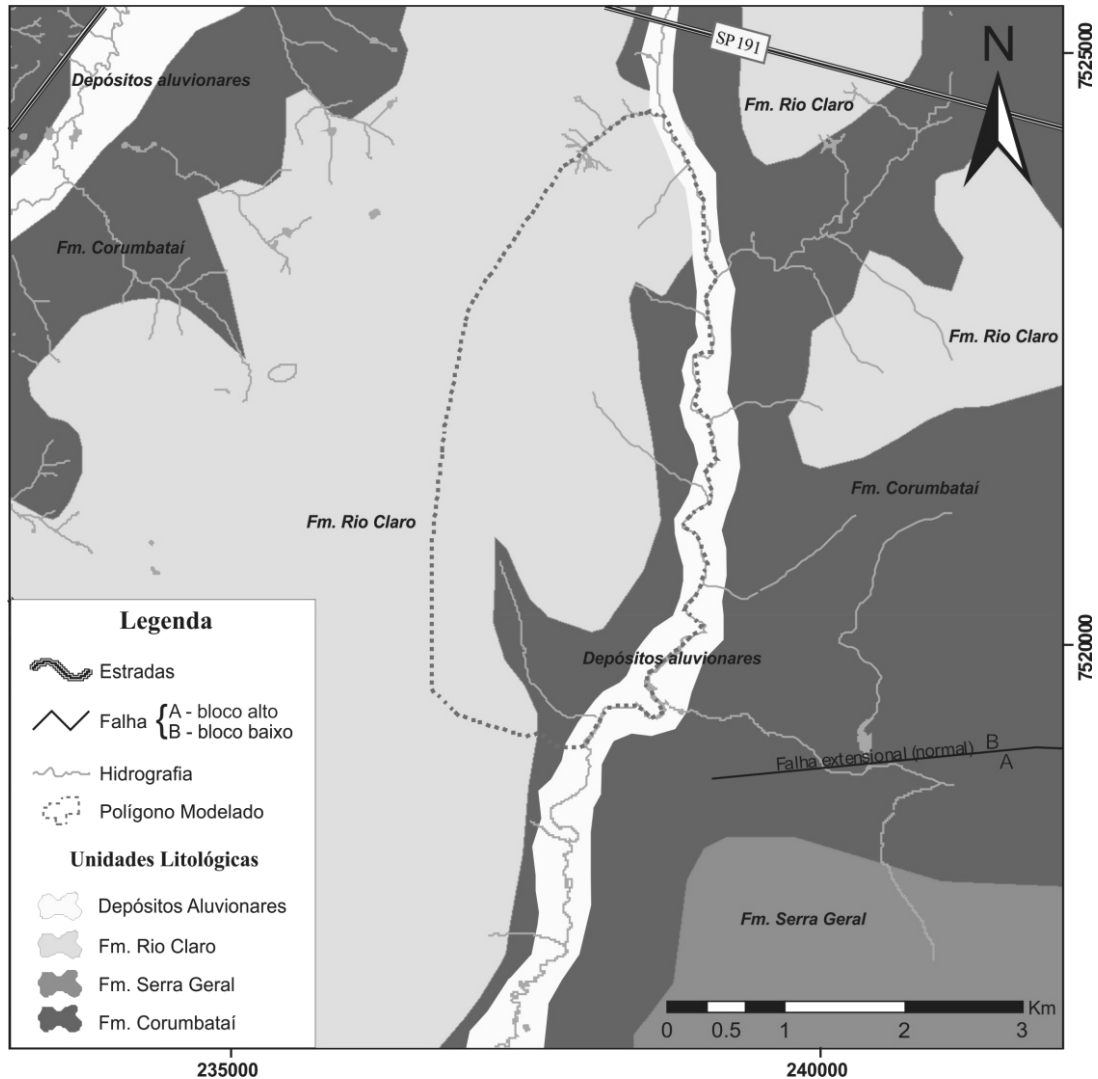 SP 191
N
7525000
Depósitos aluvionares
Fm. Rio Claro
Fm. Corumbataí
Fm. Rio Claro
Fm. Corumbataí
Fm. Rio Claro
7520000
Depósitos aluvionares
Falha extensional (normal)
B
A
Fm. Serra Geral
Legenda
Estradas
Falha { A - bloco alto
B - bloco baixo
Hidrografia
Polígono Modelado
Unidades Litológicas
Depósitos Aluvionares
Fm. Rio Claro
Fm. Serra Geral
Fm. Corumbataí
Km
0 0.5 1 2 3
235000
240000